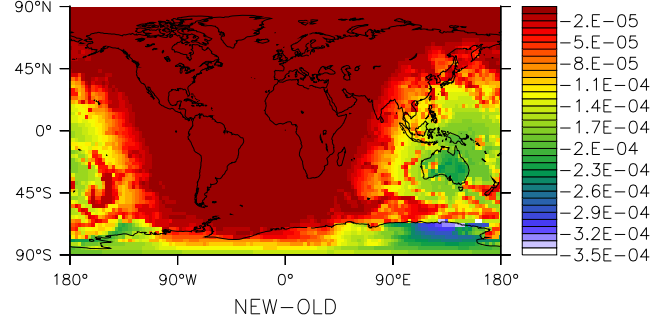 90°N
45°N
0°
45°S
90°S
180° 90°W 0° 90°E 180°
NEW−OLD
−2.E−05
−5.E−05
−8.E−05
−1.1E−04
−1.4E−04
−1.7E−04
−2.E−04
−2.3E−04
−2.6E−04
−2.9E−04
−3.2E−04
−3.5E−04